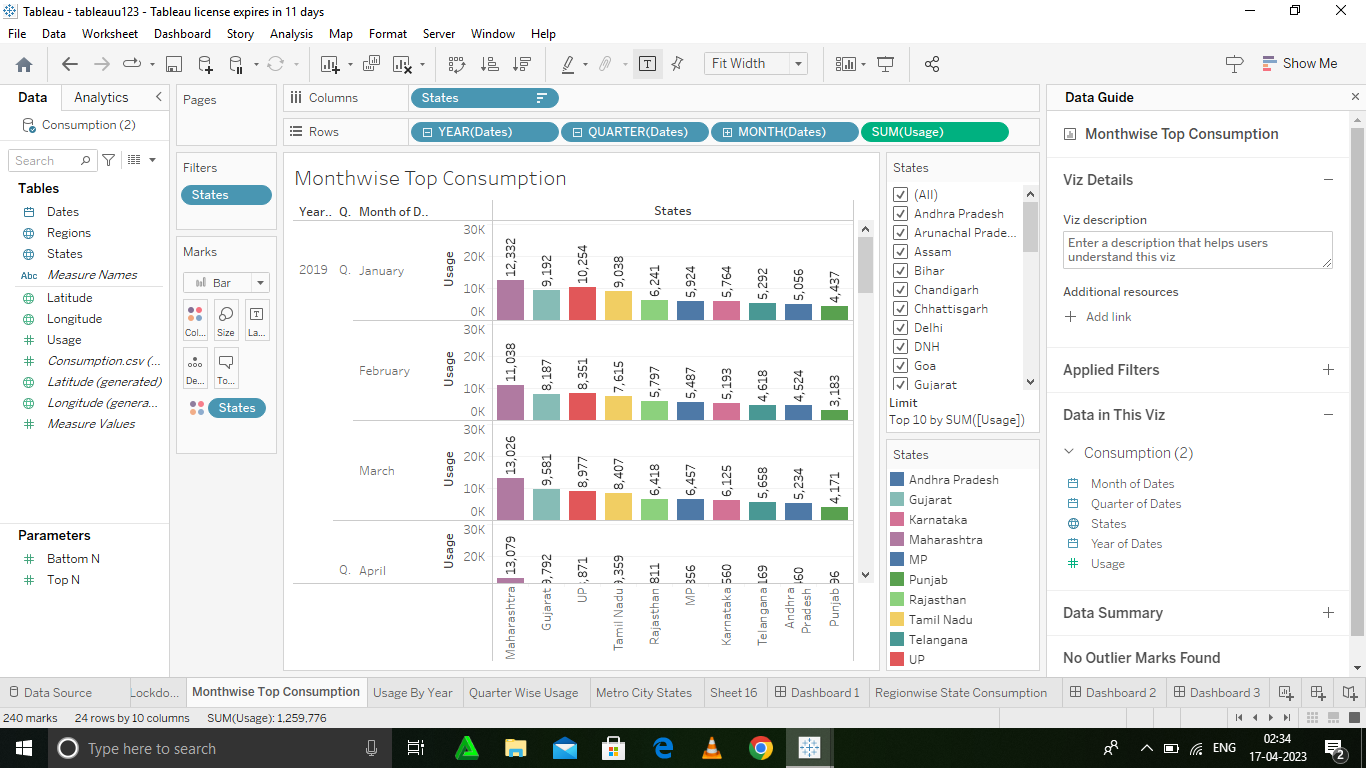 Tableau - tableauu123 - Tableau license expires in 11 days
File Data Worksheet Dashboard Story Analysis Map Format Server Window Help
Fit Width
Show Me
Data Analytics
Consumption (2)
Search
Tables
Dates
Regions
States
Abc Measure Names
Latitude
Longitude
Usage
Consumption.csv (...
Latitude (generated)
Longitude (genera...
Measure Values
Parameters
Battom N
Top N
Pages
Filters
States
Marks
Bar
Col... Size La...
De... To...
States
Columns States
Rows YEAR(Dates) QUARTER(Dates) MONTH(Dates) SUM(Usage)
Monthwise Top Consumption
Year.. Q. Month of D.. States
2019 Q. January
Usage
30K
20K
10K
0K
12,332 9,192 10,254 9,038 6,241 5,924 5,764 5,292 5,056 4,437
February
Usage
30K
20K
10K
0K
11,038 8,187 8,351 7,615 5,797 5,487 5,193 4,618 4,524 3,183
March
Usage
30K
20K
10K
0K
13,026 9,581 8,977 8,407 6,418 6,457 6,125 5,658 5,234 4,171
Q. April
Usage
30K
20K
13,079
Maharashtra Gujarat UP Tamil Nadu Rajasthan MP Karnataka Telangana Andhra Pradesh Punjab
States
(All)
Andhra Pradesh
Arunachal Prade...
Assam
Bihar
Chandigarh
Chhattisgarh
Delhi
DNH
Goa
Gujarat
Limit
Top 10 by SUM([Usage])
States
Andhra Pradesh
Gujarat
Karnataka
Maharashtra
MP
Punjab
Rajasthan
Tamil Nadu
Telangana
UP
Data Guide
Monthwise Top Consumption
Viz Details
Viz description
Enter a description that helps users
understand this viz
Additional resources
Add link
Applied Filters
Data in This Viz
Consumption (2)
Month of Dates
Quarter of Dates
States
Year of Dates
Usage
Data Summary
No Outlier Marks Found
Data Source Lockdo... Monthwise Top Consumption Usage By Year Quarter Wise Usage Metro City States Sheet 16 Dashboard 1 Regionwise State Consumption Dashboard 2 Dashboard 3
240 marks 24 rows by 10 columns SUM(Usage): 1,259,776
Type here to search
ENG
02:34
17-04-2023
2